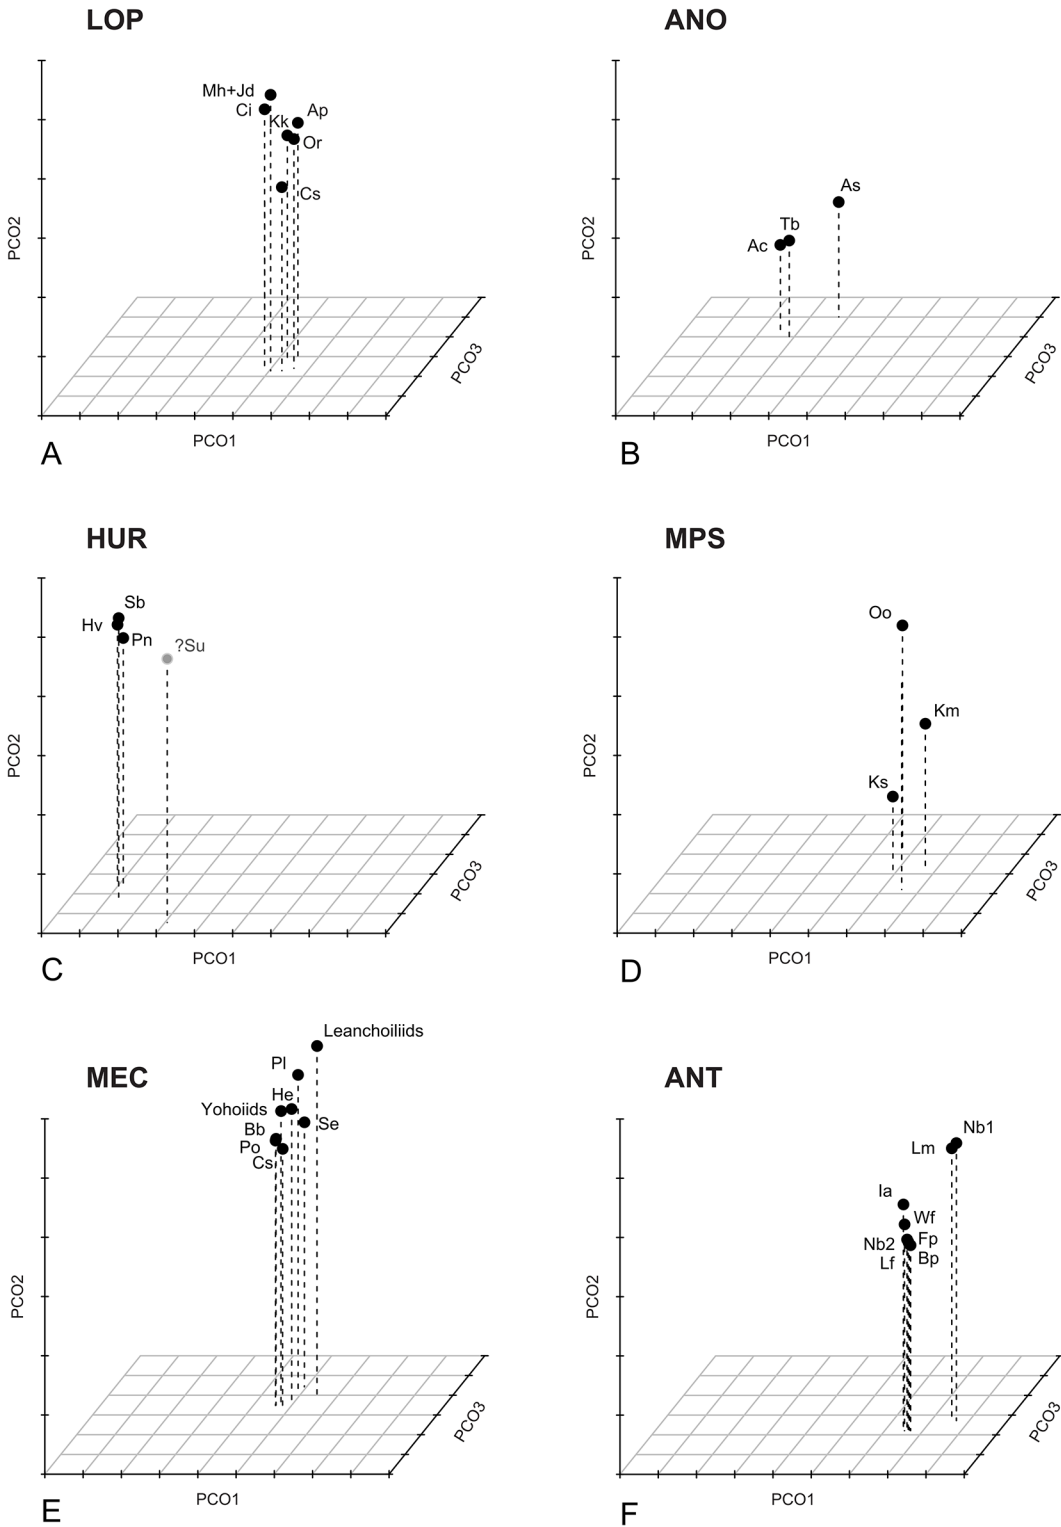 LOP
ANO
Mh+Jd
Ci
Kk
Ap
Or
Cs
PCO2
PCO3
PCO1
A
As
Tb
Ac
PCO2
PCO3
PCO1
B
HUR
MPS
Sb
Hv
Pn
?Su
PCO2
PCO3
PCO1
C
Oo
Km
Ks
PCO2
PCO3
PCO1
D
MEC
ANT
Leanchoiliids
Pl
He
Yohoiids
Se
Bb
Po
Cs
PCO2
PCO3
PCO1
E
Nb1
Lm
Ia
Wf
Fp
Nb2
Bp
Lf
PCO2
PCO3
PCO1
F